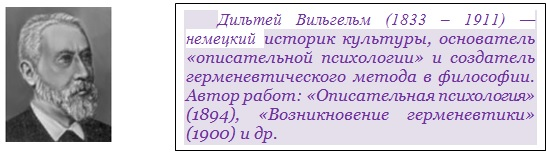 Дильтей Вильгельм (1833 – 1911) —
немецкий историк культуры, основатель
«описательной психологии» и создатель
герменевтического метода в философии.
Автор работ: «Описательная психология»
(1894), «Возникновение герменевтики»
(1900) и др.